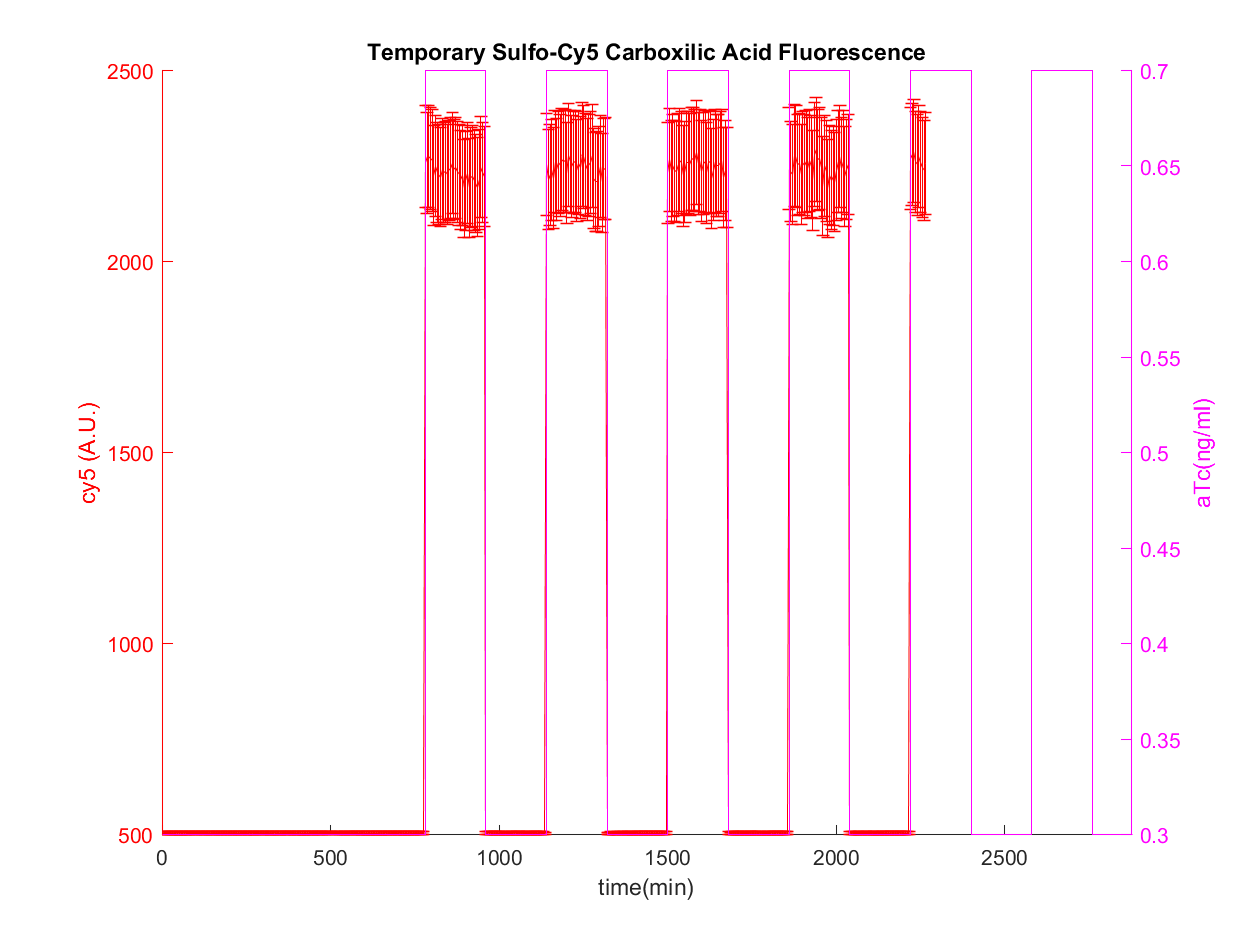 Temporary Sulfo-Cy5 Carboxilic Acid Fluorescence
2500
2000
1500
1000
500
cy5 (A.U.)
0.7
0.65
0.6
0.55
0.5
0.45
0.4
0.35
0.3
aTc(ng/ml)
0 500 1000 1500 2000 2500
time(min)